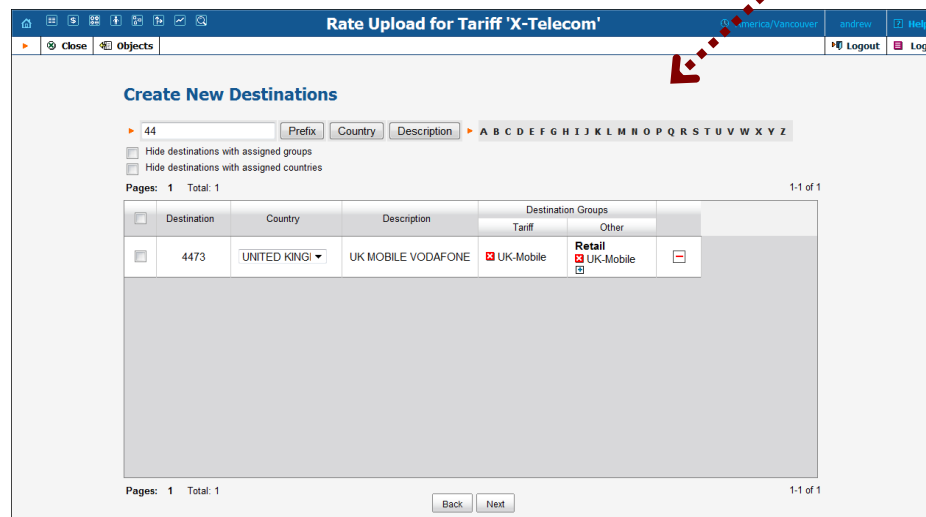 Rate Upload for Tariff 'X-Telecom'
America/Vancouver
andrew
Help
Close
Objects
Logout
Log
Create New Destinations
44
Prefix
Country
Description
A B C D E F G H I J K L M N O P Q R S T U V W X Y Z
Hide destinations with assigned groups
Hide destinations with assigned countries
Pages: 1 Total: 1
1-1 of 1
Destination
Country
Description
Destination Groups
Tariff
Other
4473
UNITED KING
UK MOBILE VODAFONE
UK-Mobile
Retail
UK-Mobile
Pages: 1 Total: 1
1-1 of 1
Back
Next